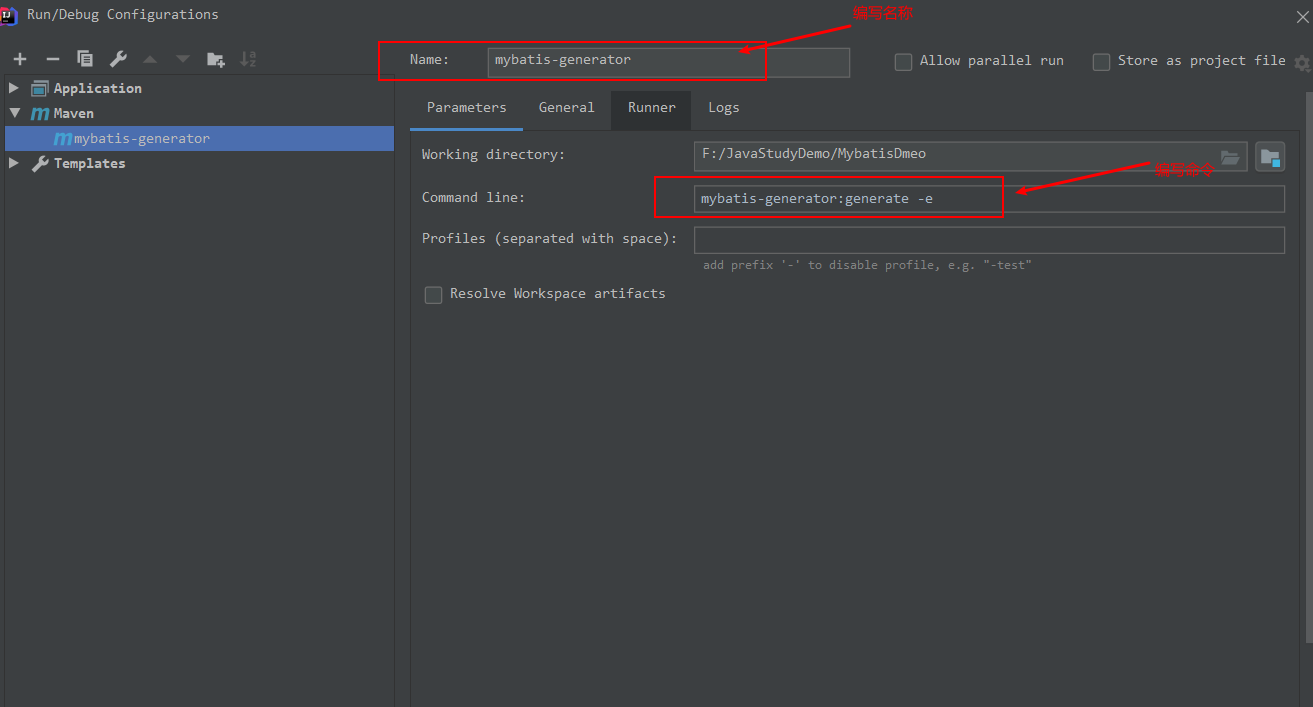 Run/Debug Configurations
编写名称
Name: mybatis-generator
Allow parallel run
Store as project file
Application
Maven
mybatis-generator
Templates
Parameters General Runner Logs
Working directory: F:/JavaStudyDemo/MybatisDmeo
编写命令
Command line: mybatis-generator:generate -e
Profiles (separated with space):
add prefix '-' to disable profile, e.g. "-test"
Resolve Workspace artifacts